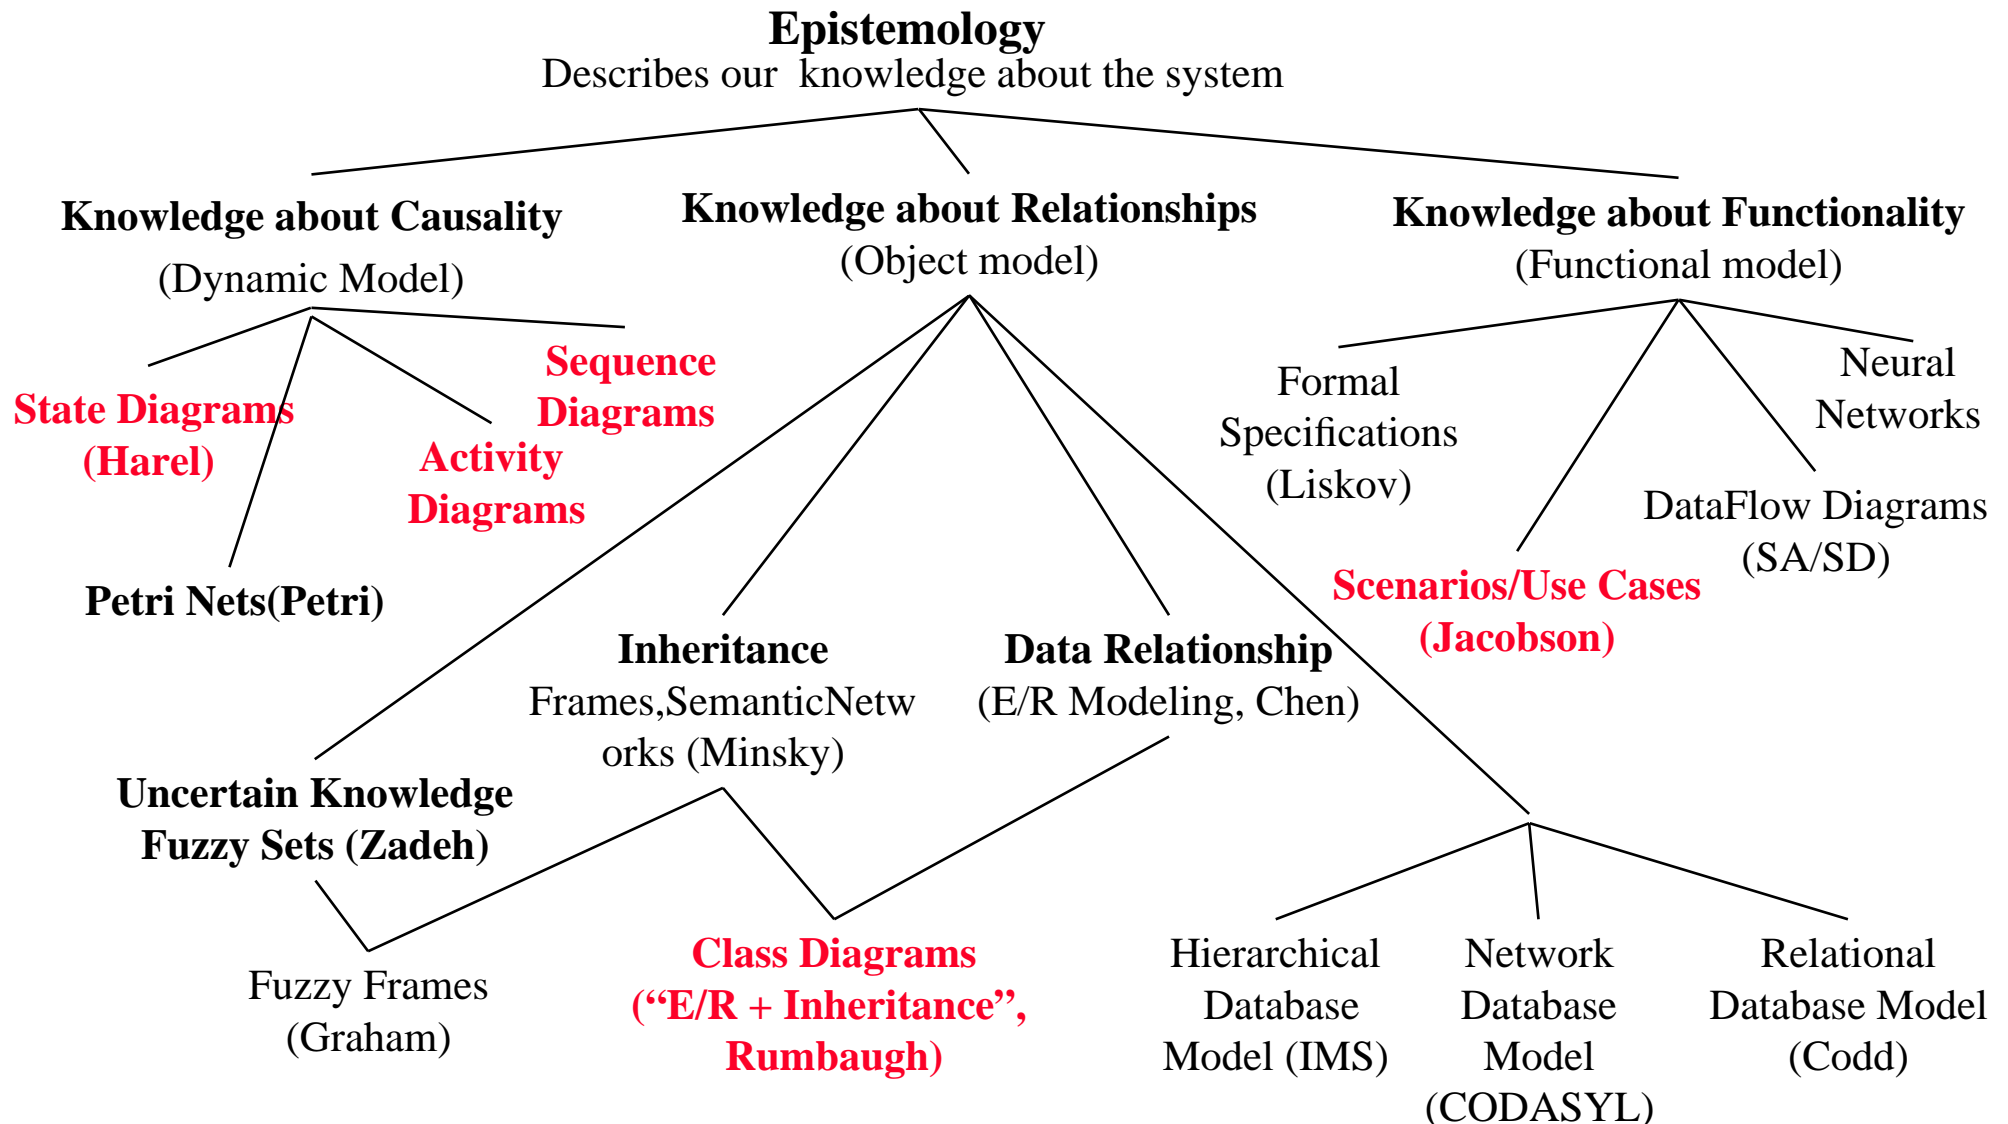 Epistemology
Describes our knowledge about the system
Knowledge about Causality
(Dynamic Model)
Knowledge about Relationships
(Object model)
Knowledge about Functionality
(Functional model)
State Diagrams
(Harel)
Petri Nets(Petri)
Activity
Diagrams
Sequence
Diagrams
Formal
Specifications
(Liskov)
Scenarios/Use Cases
(Jacobson)
DataFlow Diagrams
(SA/SD)
Neural
Networks
Uncertain Knowledge
Fuzzy Sets (Zadeh)
Inheritance
Frames,SemanticNetw
orks (Minsky)
Data Relationship
(E/R Modeling, Chen)
Fuzzy Frames
(Graham)
Class Diagrams
(“E/R + Inheritance”,
Rumbaugh)
Hierarchical
Database
Model (IMS)
Network
Database
Model
(CODASYL)
Relational
Database Model
(Codd)